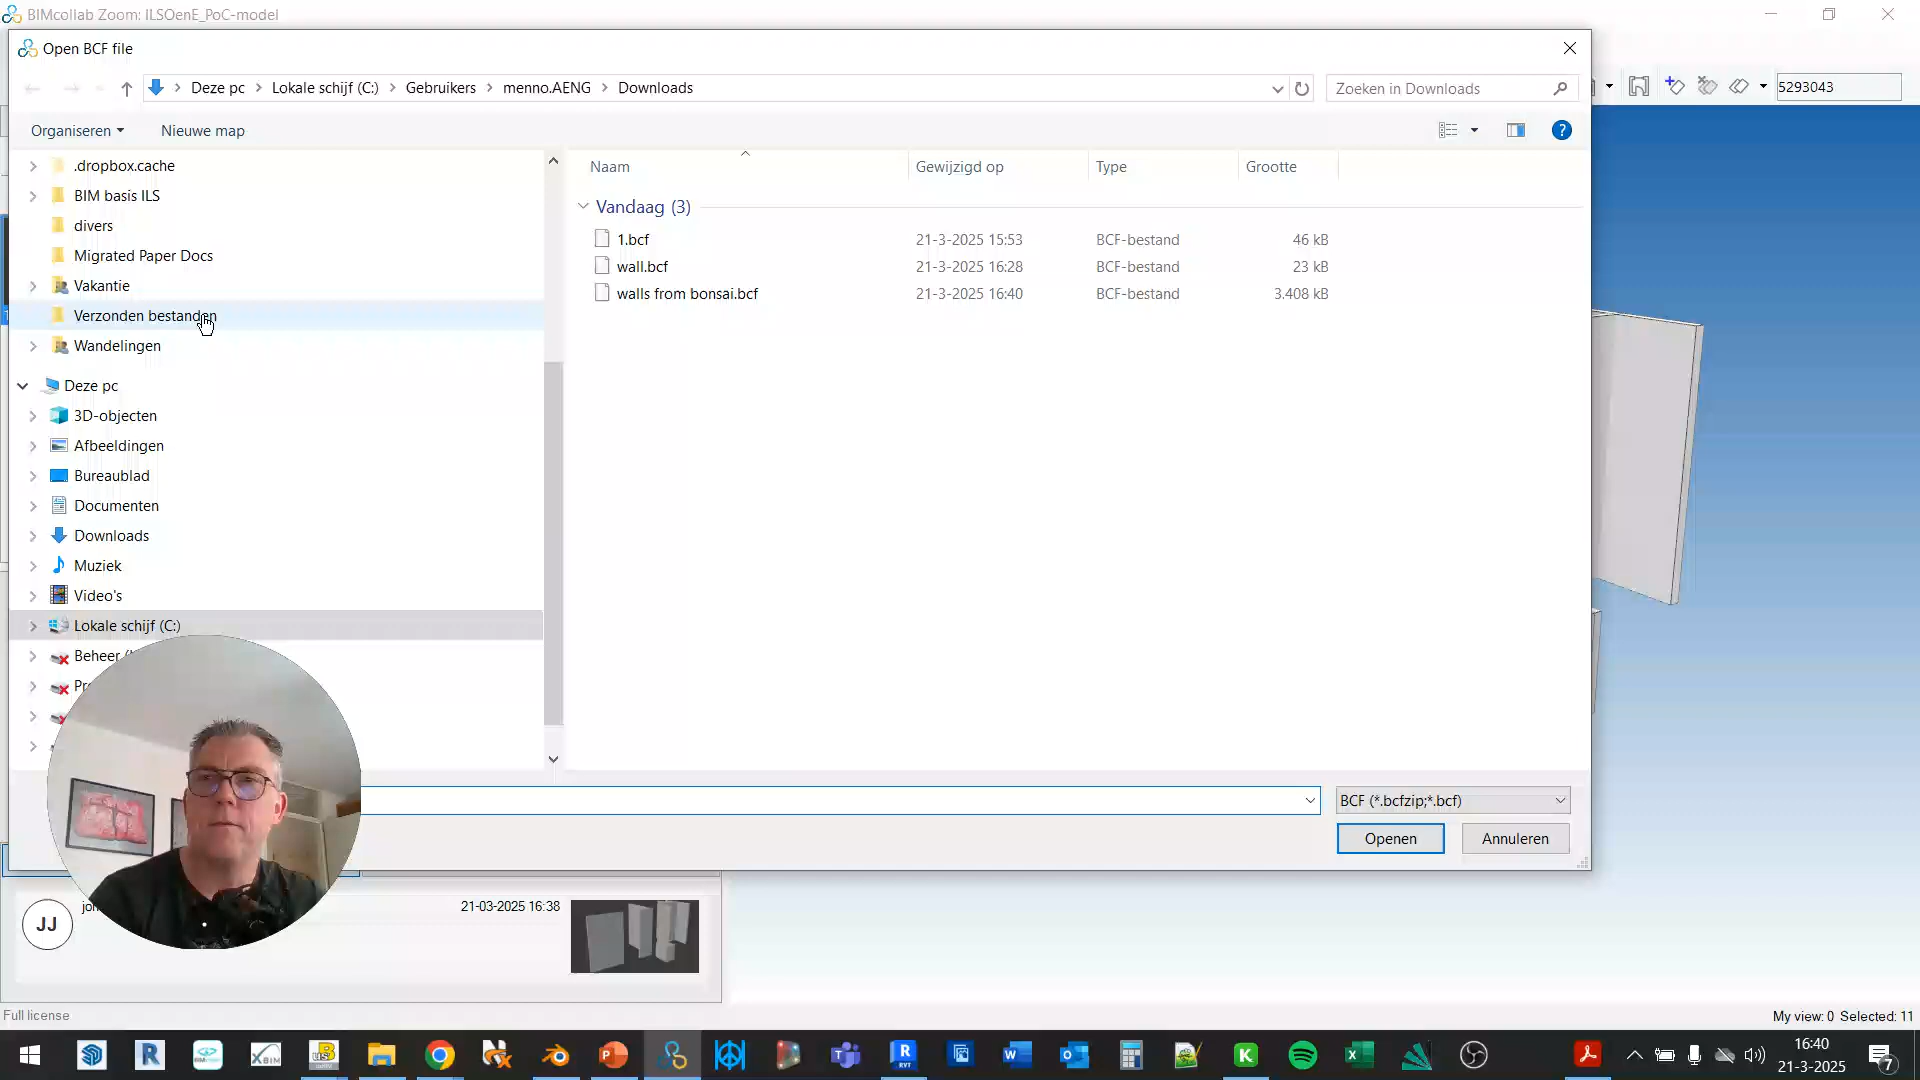 BIMcollab Zoom: ILSOenE_PoC-model
Open BCF file
Deze pc
Lokale schijf (C:)
Gebruikers
menno.AENG
Downloads
Zoeken in Downloads
5293043
Organiseren
Nieuwe map
?
.dropbox.cache
BIM basis ILS
divers
Migrated Paper Docs
Vakantie
Verzonden bestanden
Wandelingen
Deze pc
3D-objecten
Afbeeldingen
Bureaublad
Documenten
Downloads
Muziek
Video's
Lokale schijf (C:)
Beheer
Naam Gewijzigd op Type Grootte
Vandaag (3)
1.bcf 21-3-2025 15:53 BCF-bestand 46 kB
wall.bcf 21-3-2025 16:28 BCF-bestand 23 kB
walls from bonsai.bcf 21-3-2025 16:40 BCF-bestand 3.408 kB
BCF (*.bcfzip;*.bcf)
Openen
Annuleren
JJ
21-03-2025 16:38
Full license
My view: 0 Selected: 11
16:40
21-3-2025
7